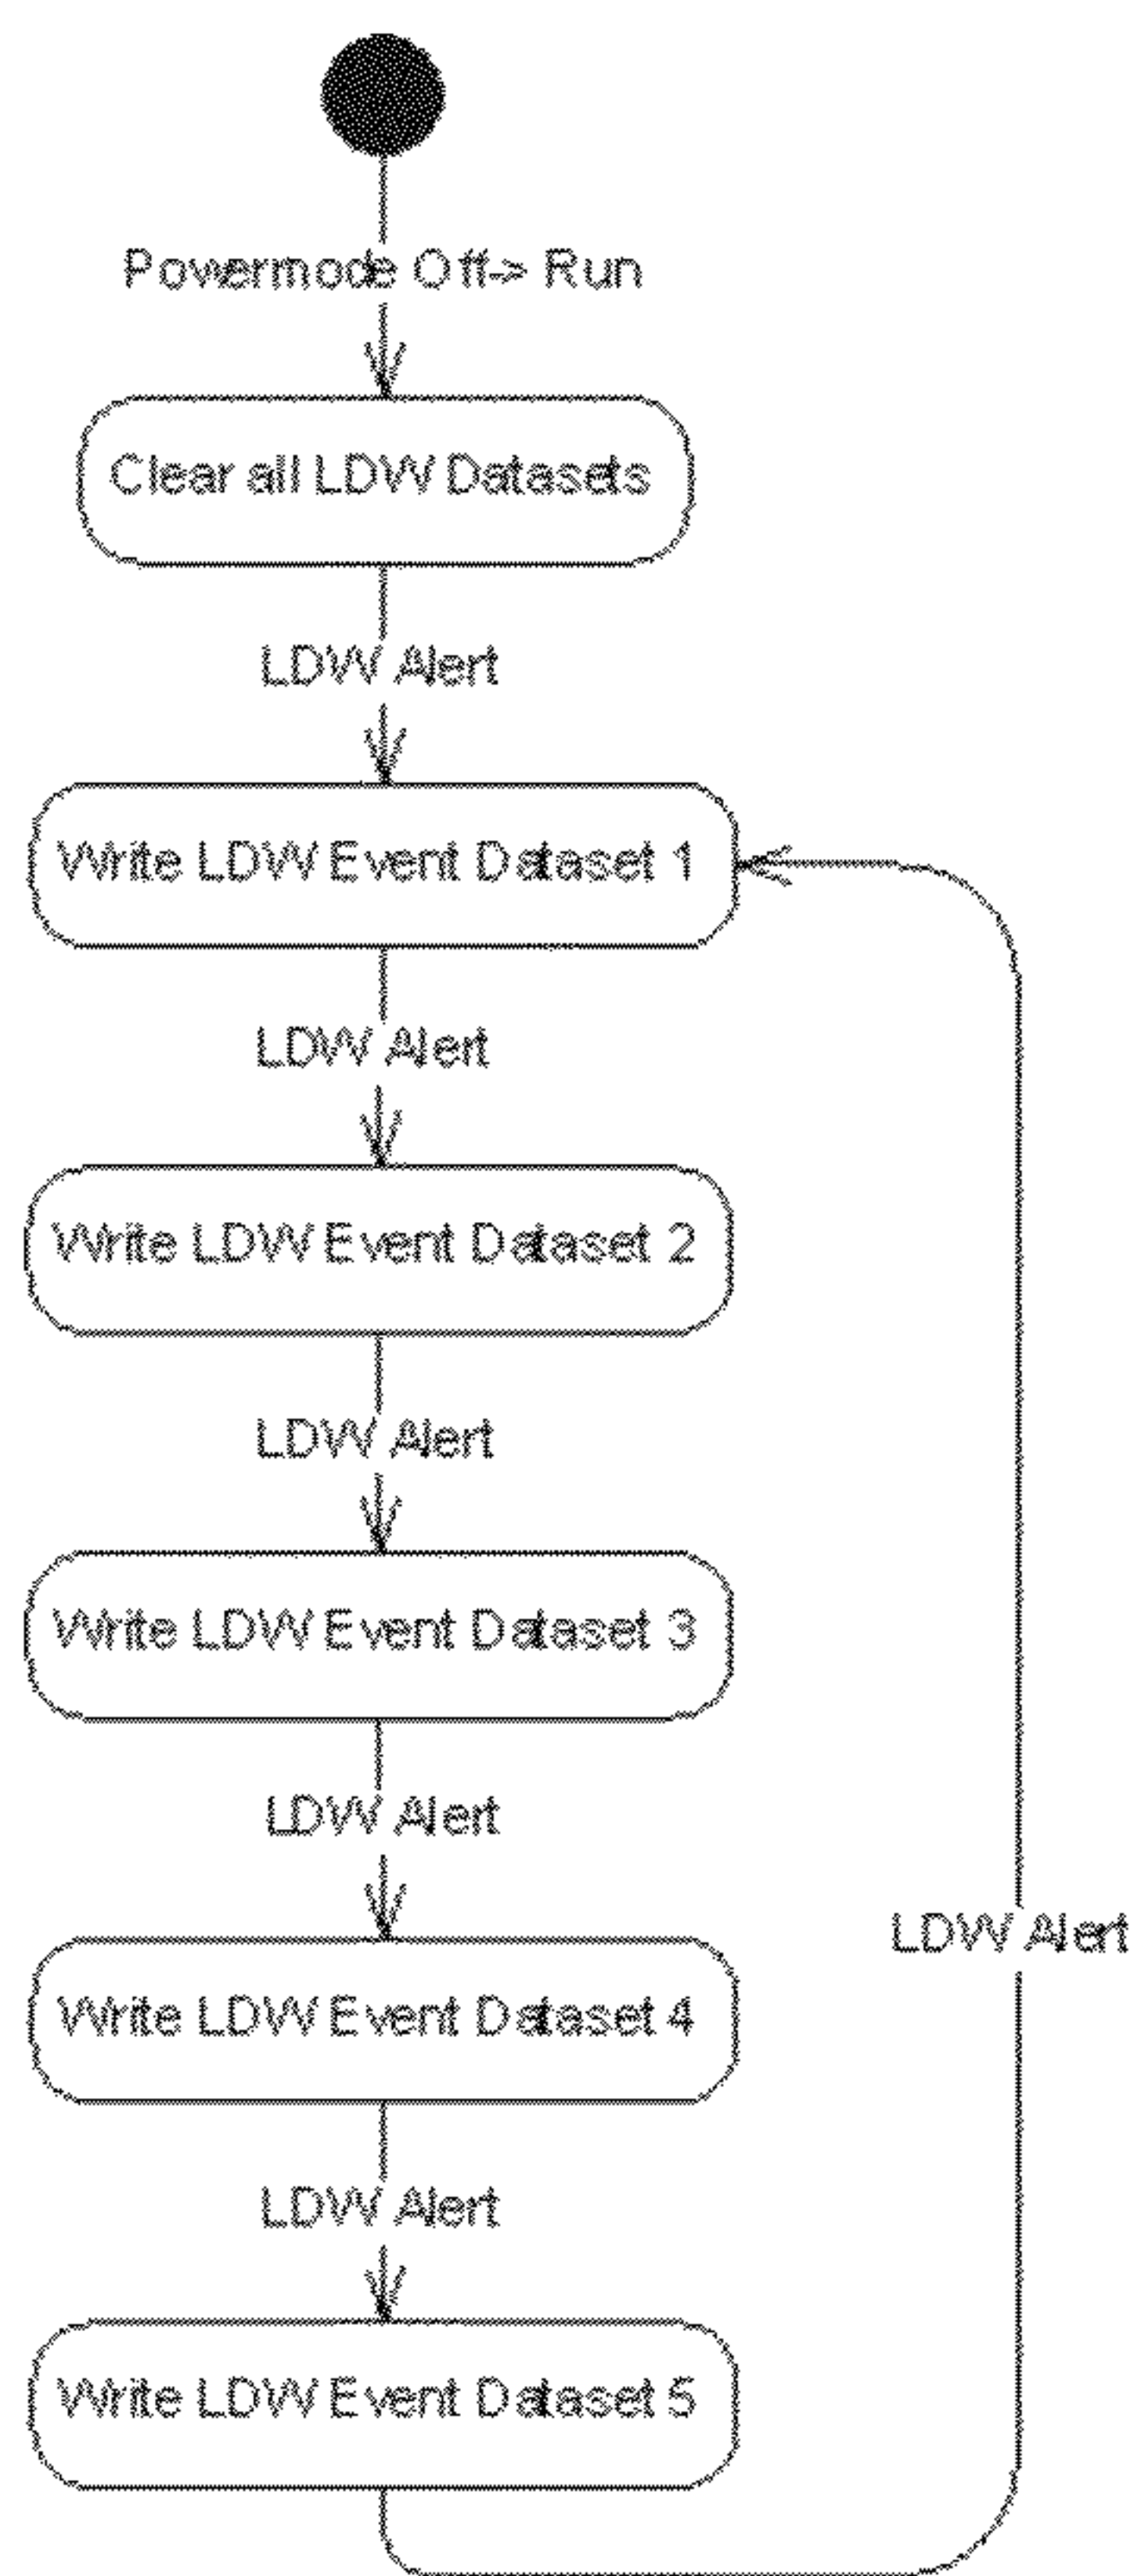 Powermode Off-> Run
Clear all LDW Datasets
LDW Alert
Write LDW Event Dataset 1
LDW Alert
Write LDW Event Dataset 2
LDW Alert
Write LDW Event Dataset 3
LDW Alert
Write LDW Event Dataset 4
LDW Alert
LDW Alert
Write LDW Event Dataset 5